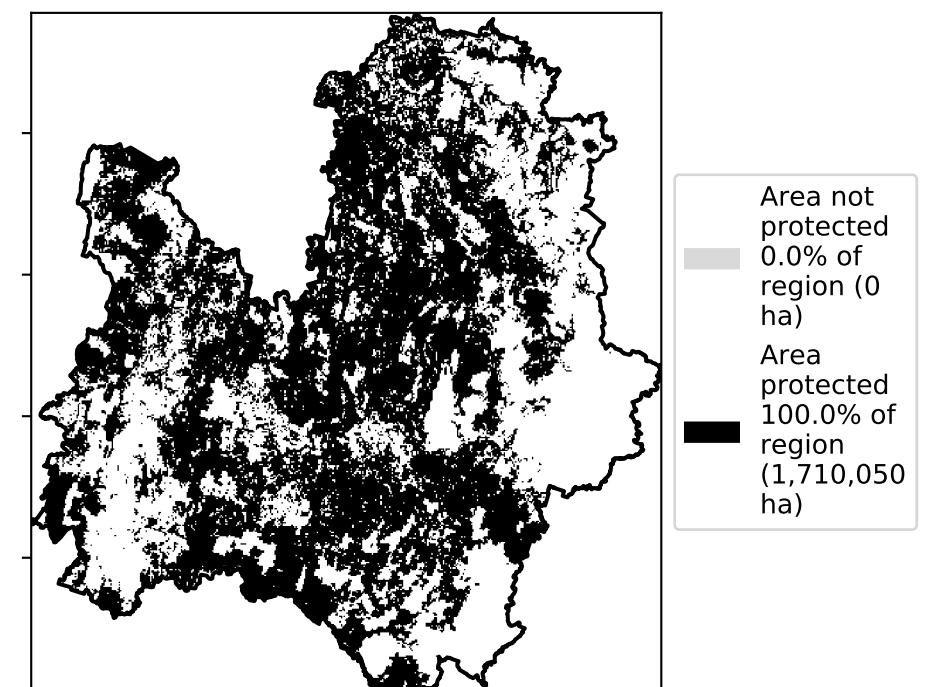 Area not
protected
0.0% of
region (0
ha)
Area
protected
100.0% of
region
(1,710,050
ha)